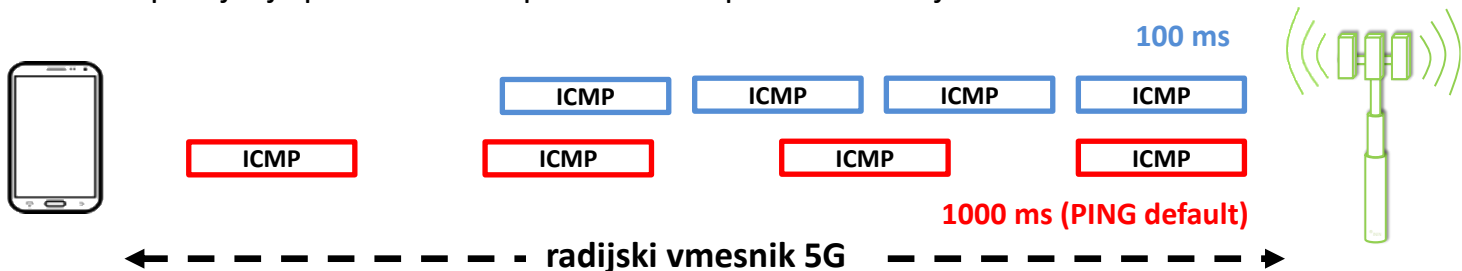 100 ms
ICMP ICMP ICMP ICMP
ICMP ICMP ICMP ICMP
1000 ms (PING default)
radijski vmesnik 5G